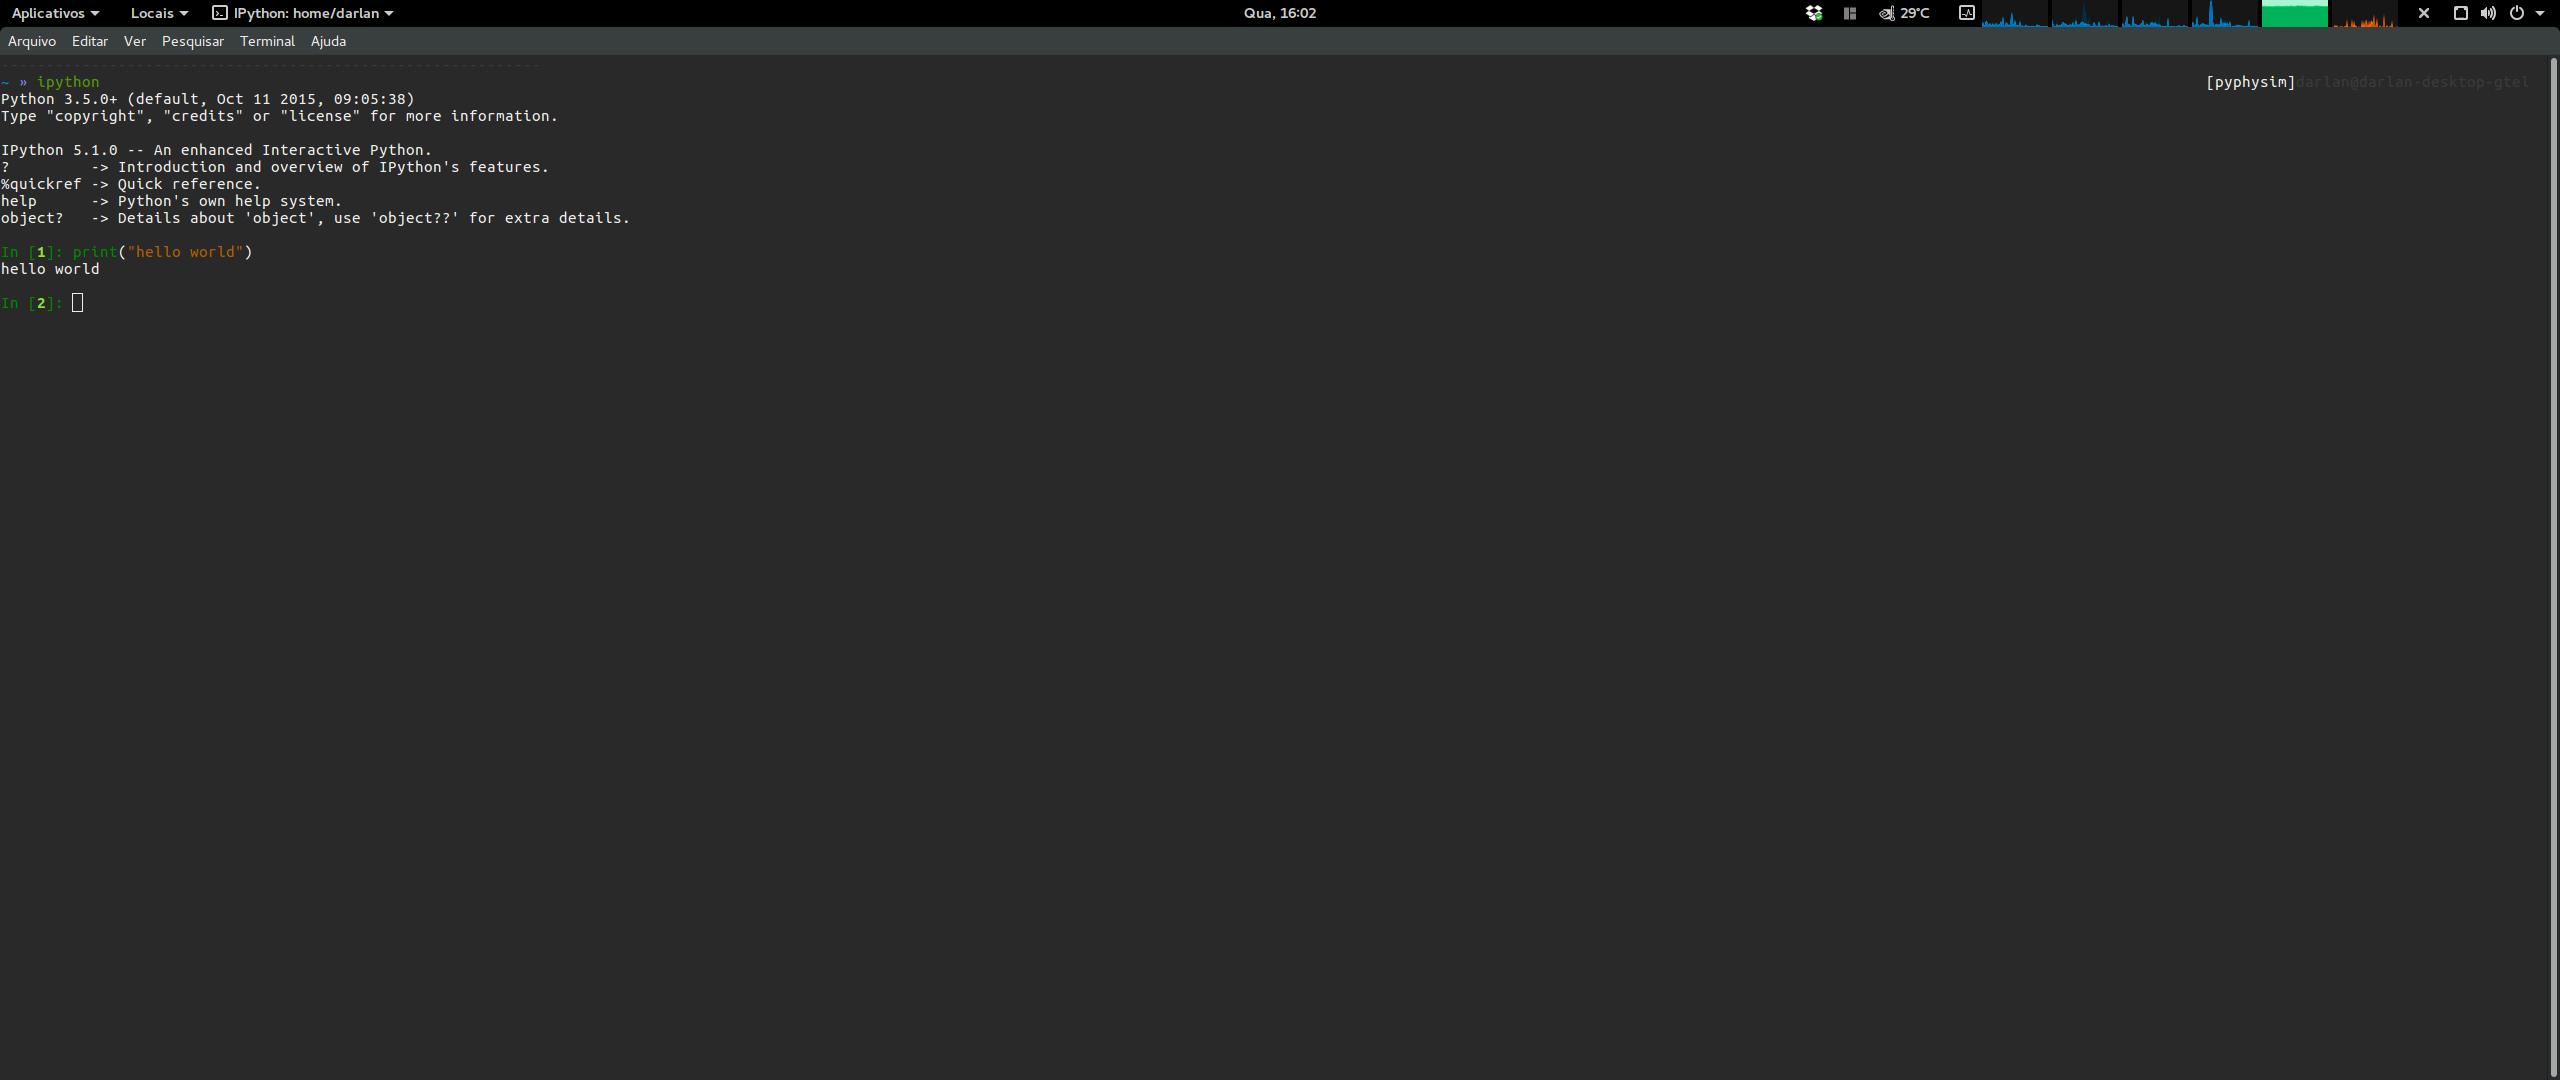 Aplicativos Locais IPython: home/darlan Qua, 16:02 29°C
Arquivo Editar Ver Pesquisar Terminal Ajuda
------------------------------------------------------------
~ » ipython [pyphysim]darlan@darlan-desktop-gtel
Python 3.5.0+ (default, Oct 11 2015, 09:05:38)
Type "copyright", "credits" or "license" for more information.
IPython 5.1.0 -- An enhanced Interactive Python.
? -> Introduction and overview of IPython's features.
%quickref -> Quick reference.
help -> Python's own help system.
object? -> Details about 'object', use 'object??' for extra details.
In [1]: print("hello world")
hello world
In [2]: